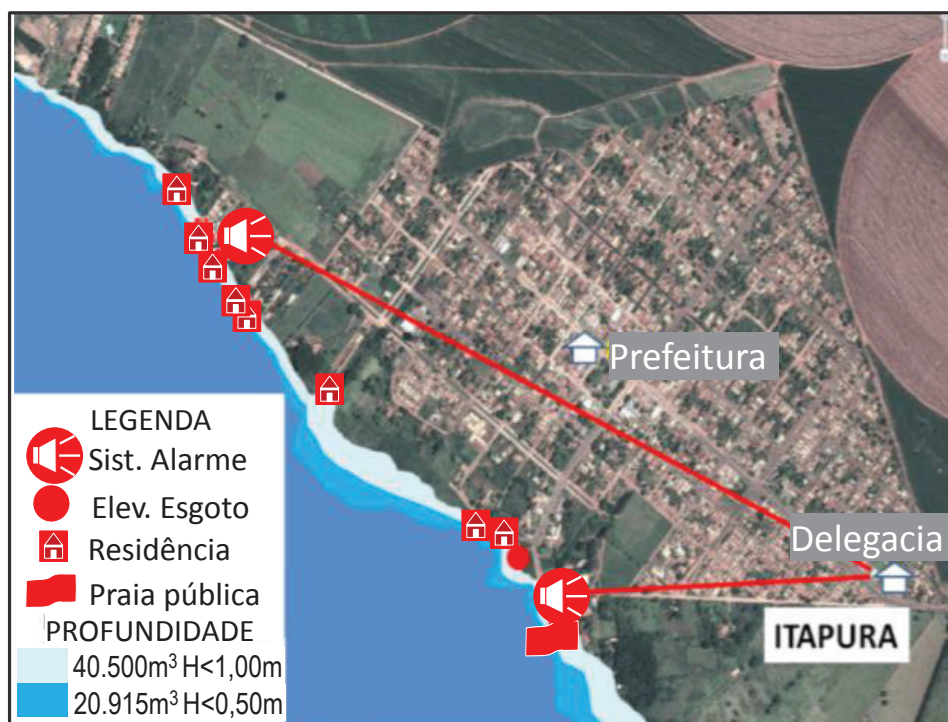 Prefeitura
LEGENDA
Sist. Alarme
Elev. Esgoto
Residência
Praia pública
PROFUNDIDADE
40.500m³ H<1,00m
20.915m³ H<0,50m
Delegacia
ITAPURA